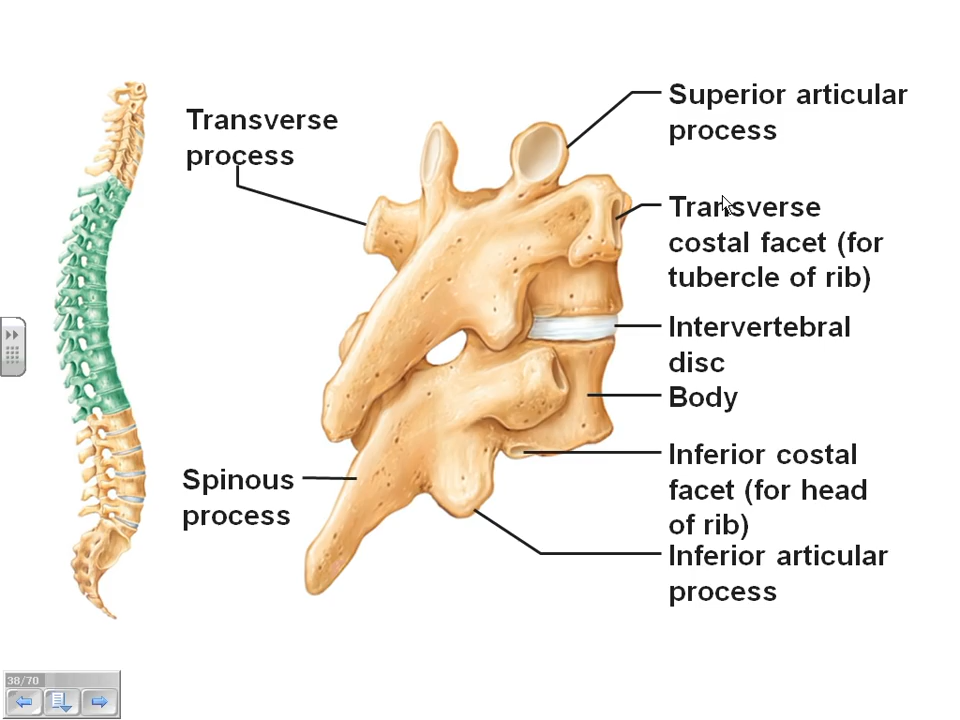 Transverse
process
Superior articular
process
Transverse
costal facet (for
tubercle of rib)
Intervertebral
disc
Body
Inferior costal
facet (for head
of rib)
Inferior articular
process
Spinous
process
38/70